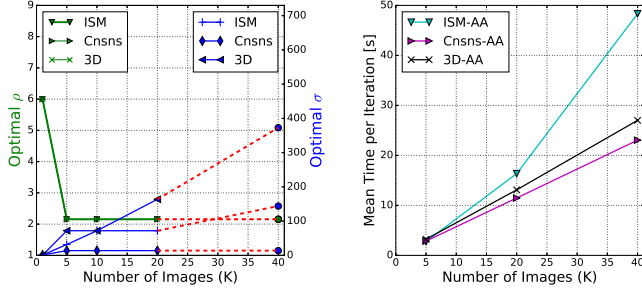 9
8
7
6
5
4
3
2
1
Optimal ρ
ISM
Cnsns
3D
ISM
Cnsns
3D
700
600
500
400
300
200
100
0
Optimal σ
0 5 10 15 20 25 30 35 40
Number of Images (K)
50
40
30
20
10
0
Mean Time per Iteration [s]
ISM-AA
Cnsns-AA
3D-AA
0 5 10 15 20 25 30 35 40
Number of Images (K)